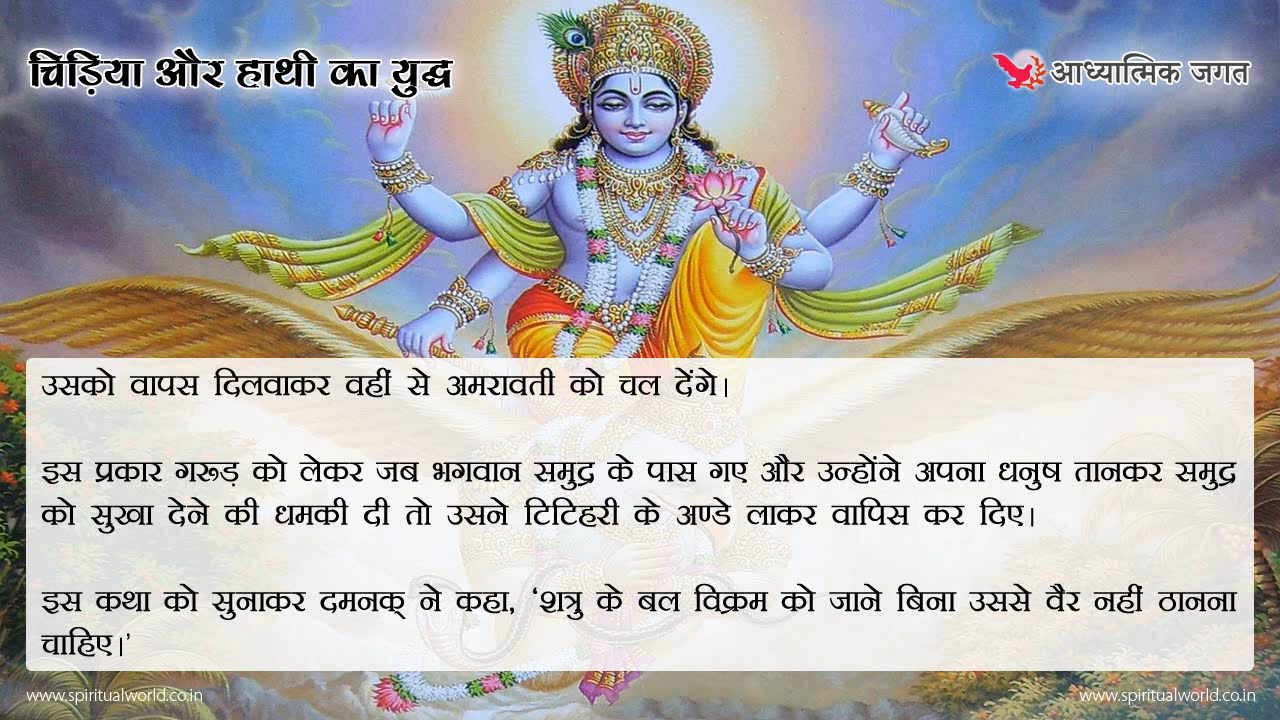 चिड़िया और हाथी का युद्ध
आध्यात्मिक जगत
उसको वापस दिलवाकर वहीं से अमरावती को चल देंगे।
इस प्रकार गरूड़ को लेकर जब भगवान समुद्र के पास गए और उन्होंने अपना धनुष तानकर समुद्र
को सुखा देने की धमकी दी तो उसने टिटिहरी के अण्डे लाकर वापिस कर दिए।
इस कथा को सुनाकर दमनक् ने कहा, ‘शत्रु के बल विक्रम को जाने बिना उससे वैर नहीं ठानना
चाहिए।’
www.spiritualworld.co.in
www.spiritualworld.co.in